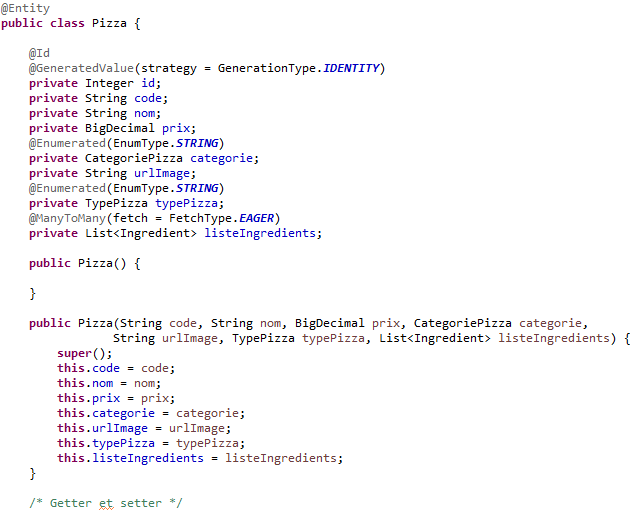 @Entity
public class Pizza {
@Id
@GeneratedValue(strategy = GenerationType.IDENTITY)
private Integer id;
private String code;
private String nom;
private BigDecimal prix;
@Enumerated(EnumType.STRING)
private CategoriePizza categorie;
private String urlImage;
@Enumerated(EnumType.STRING)
private TypePizza typePizza;
@ManyToMany(fetch = FetchType.EAGER)
private List<Ingredient> listeIngredients;
public Pizza() {
}
public Pizza(String code, String nom, BigDecimal prix, CategoriePizza categorie,
String urlImage, TypePizza typePizza, List<Ingredient> listeIngredients) {
super();
this.code = code;
this.nom = nom;
this.prix = prix;
this.categorie = categorie;
this.urlImage = urlImage;
this.typePizza = typePizza;
this.listeIngredients = listeIngredients;
}
/* Getter et setter */